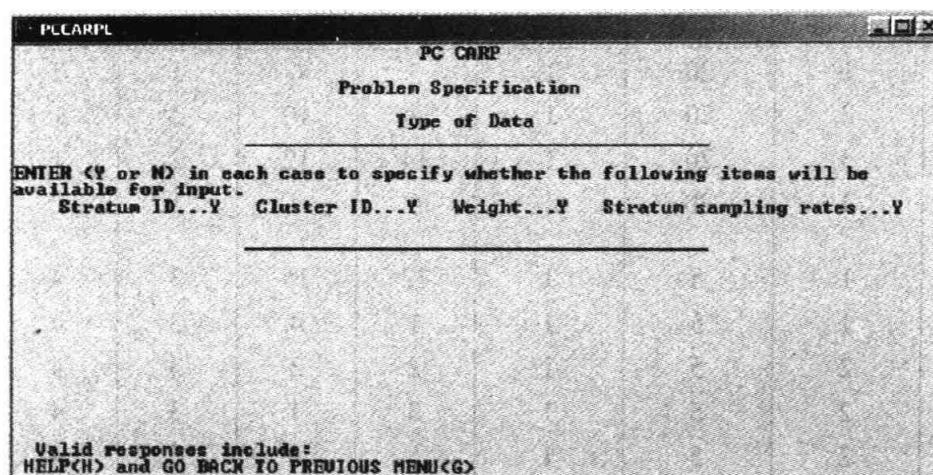 PCCARPL
PC CARP
Problem Specification
Type of Data
ENTER <Y or N> in each case to specify whether the following items will be
available for input.
Stratum ID...Y Cluster ID...Y Weight...Y Stratum sampling rates...Y
Valid responses include:
HELP<H> and GO BACK TO PREVIOUS MENU<G>